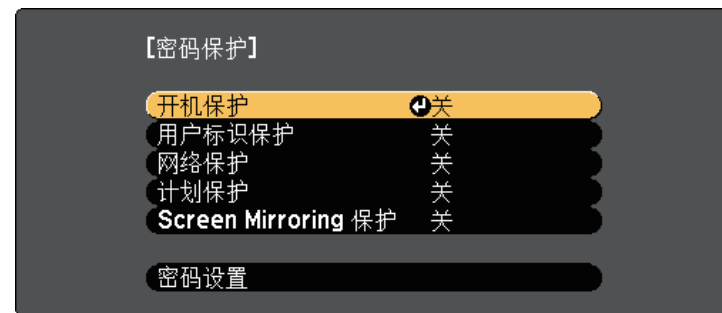 [密码保护]
开机保护 关
用户标识保护 关
网络保护 关
计划保护 关
Screen Mirroring 保护 关
密码设置